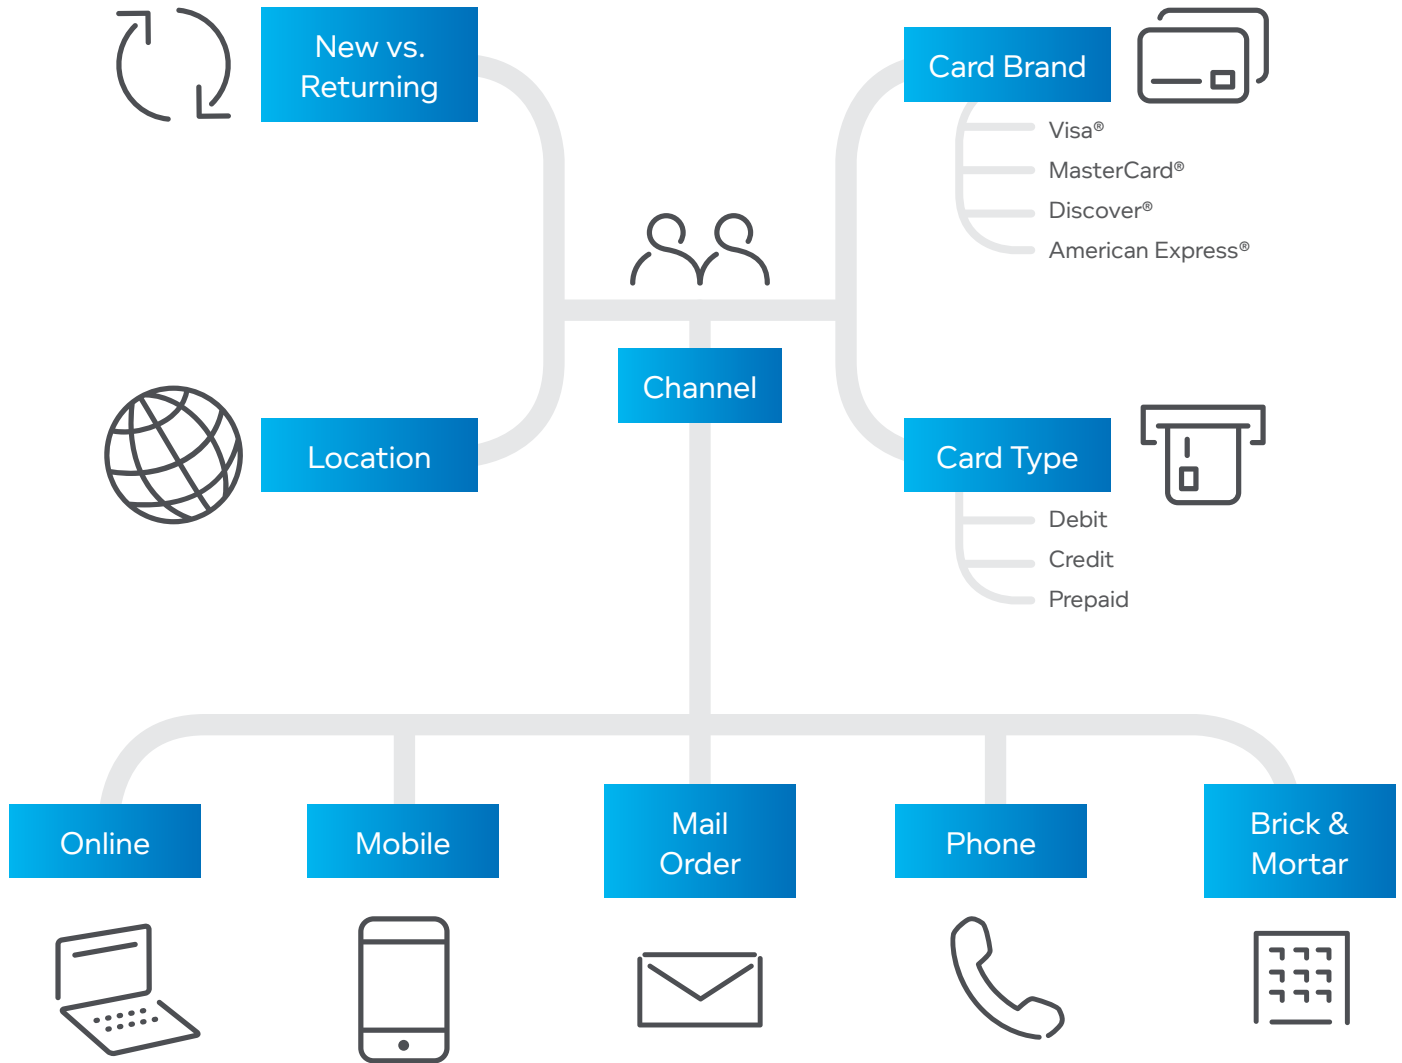 New vs.
Returning
Card Brand
Visa®
MasterCard®
Discover®
American Express®
Channel
Location
Card Type
Debit
Credit
Prepaid
Online
Mobile
Mail
Order
Phone
Brick &
Mortar